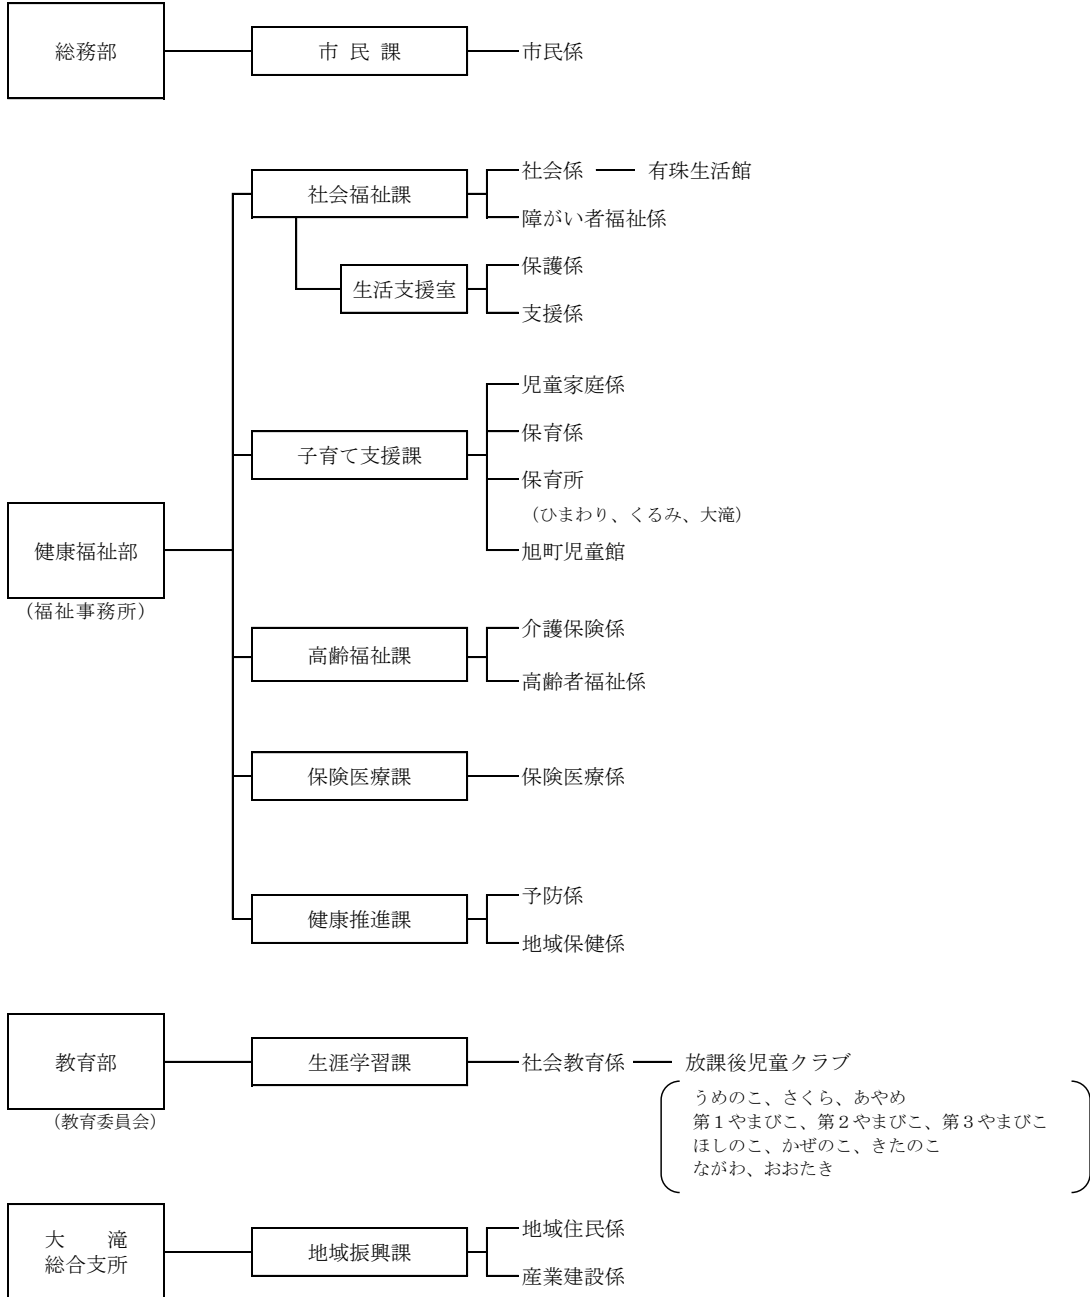 総務部
市 民 課
市民係
社会福祉課
社会係
有珠生活館
障がい者福祉係
生活支援室
保護係
支援係
児童家庭係
子育て支援課
保育係
保育所
（ひまわり、くるみ、大滝）
旭町児童館
健康福祉部
（福祉事務所）
高齢福祉課
介護保険係
高齢者福祉係
保険医療課
保険医療係
健康推進課
予防係
地域保健係
教育部
（教育委員会）
生涯学習課
社会教育係
放課後児童クラブ
うめのこ、さくら、あやめ
第１やまびこ、第２やまびこ、第３やまびこ
ほしのこ、かぜのこ、きたのこ
ながわ、おおたき
大　　滝
総合支所
地域振興課
地域住民係
産業建設係